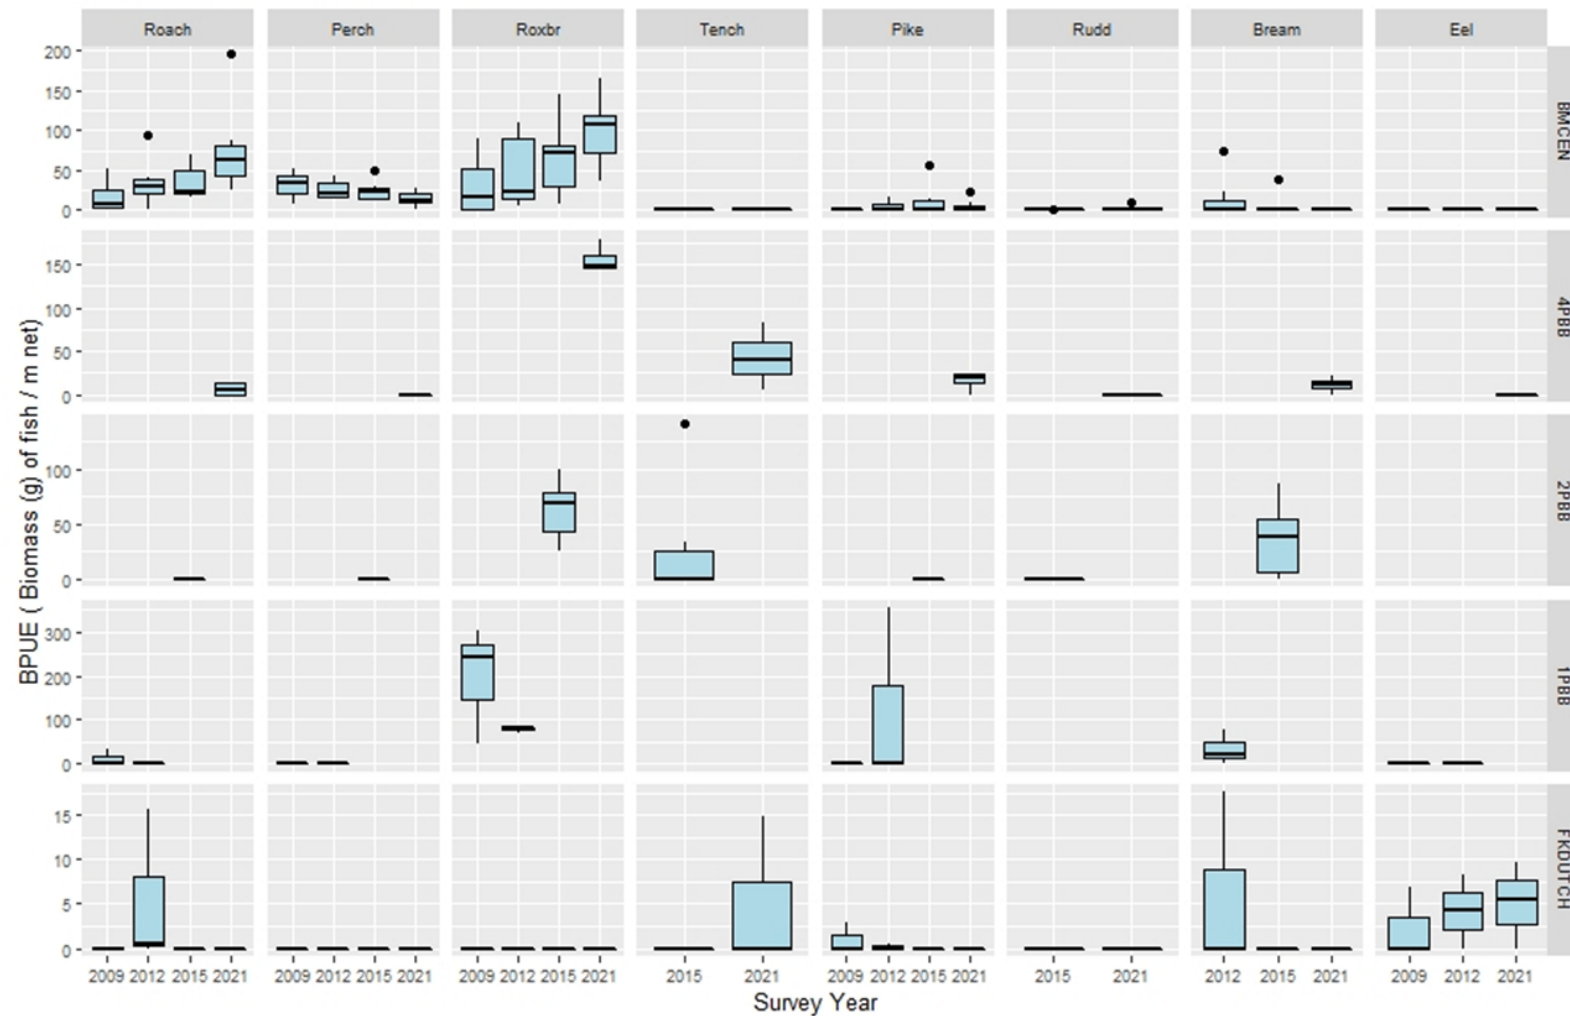 Roach Perch Roxbr Tench Pike Rudd Bream Eel
200
150
100
50
0
BMCEN
150
100
50
0
4PBB
100
50
0
2PBB
300
200
100
0
1PBB
15
10
5
0
FKDUTCH
BPUE ( Biomass (g) of fish / m net)
2009 2012 2015 2021 2009 2012 2015 2021 2009 2012 2015 2021 2015 2021 2009 2012 2015 2021 2015 2021 2012 2015 2021 2009 2012 2021
Survey Year